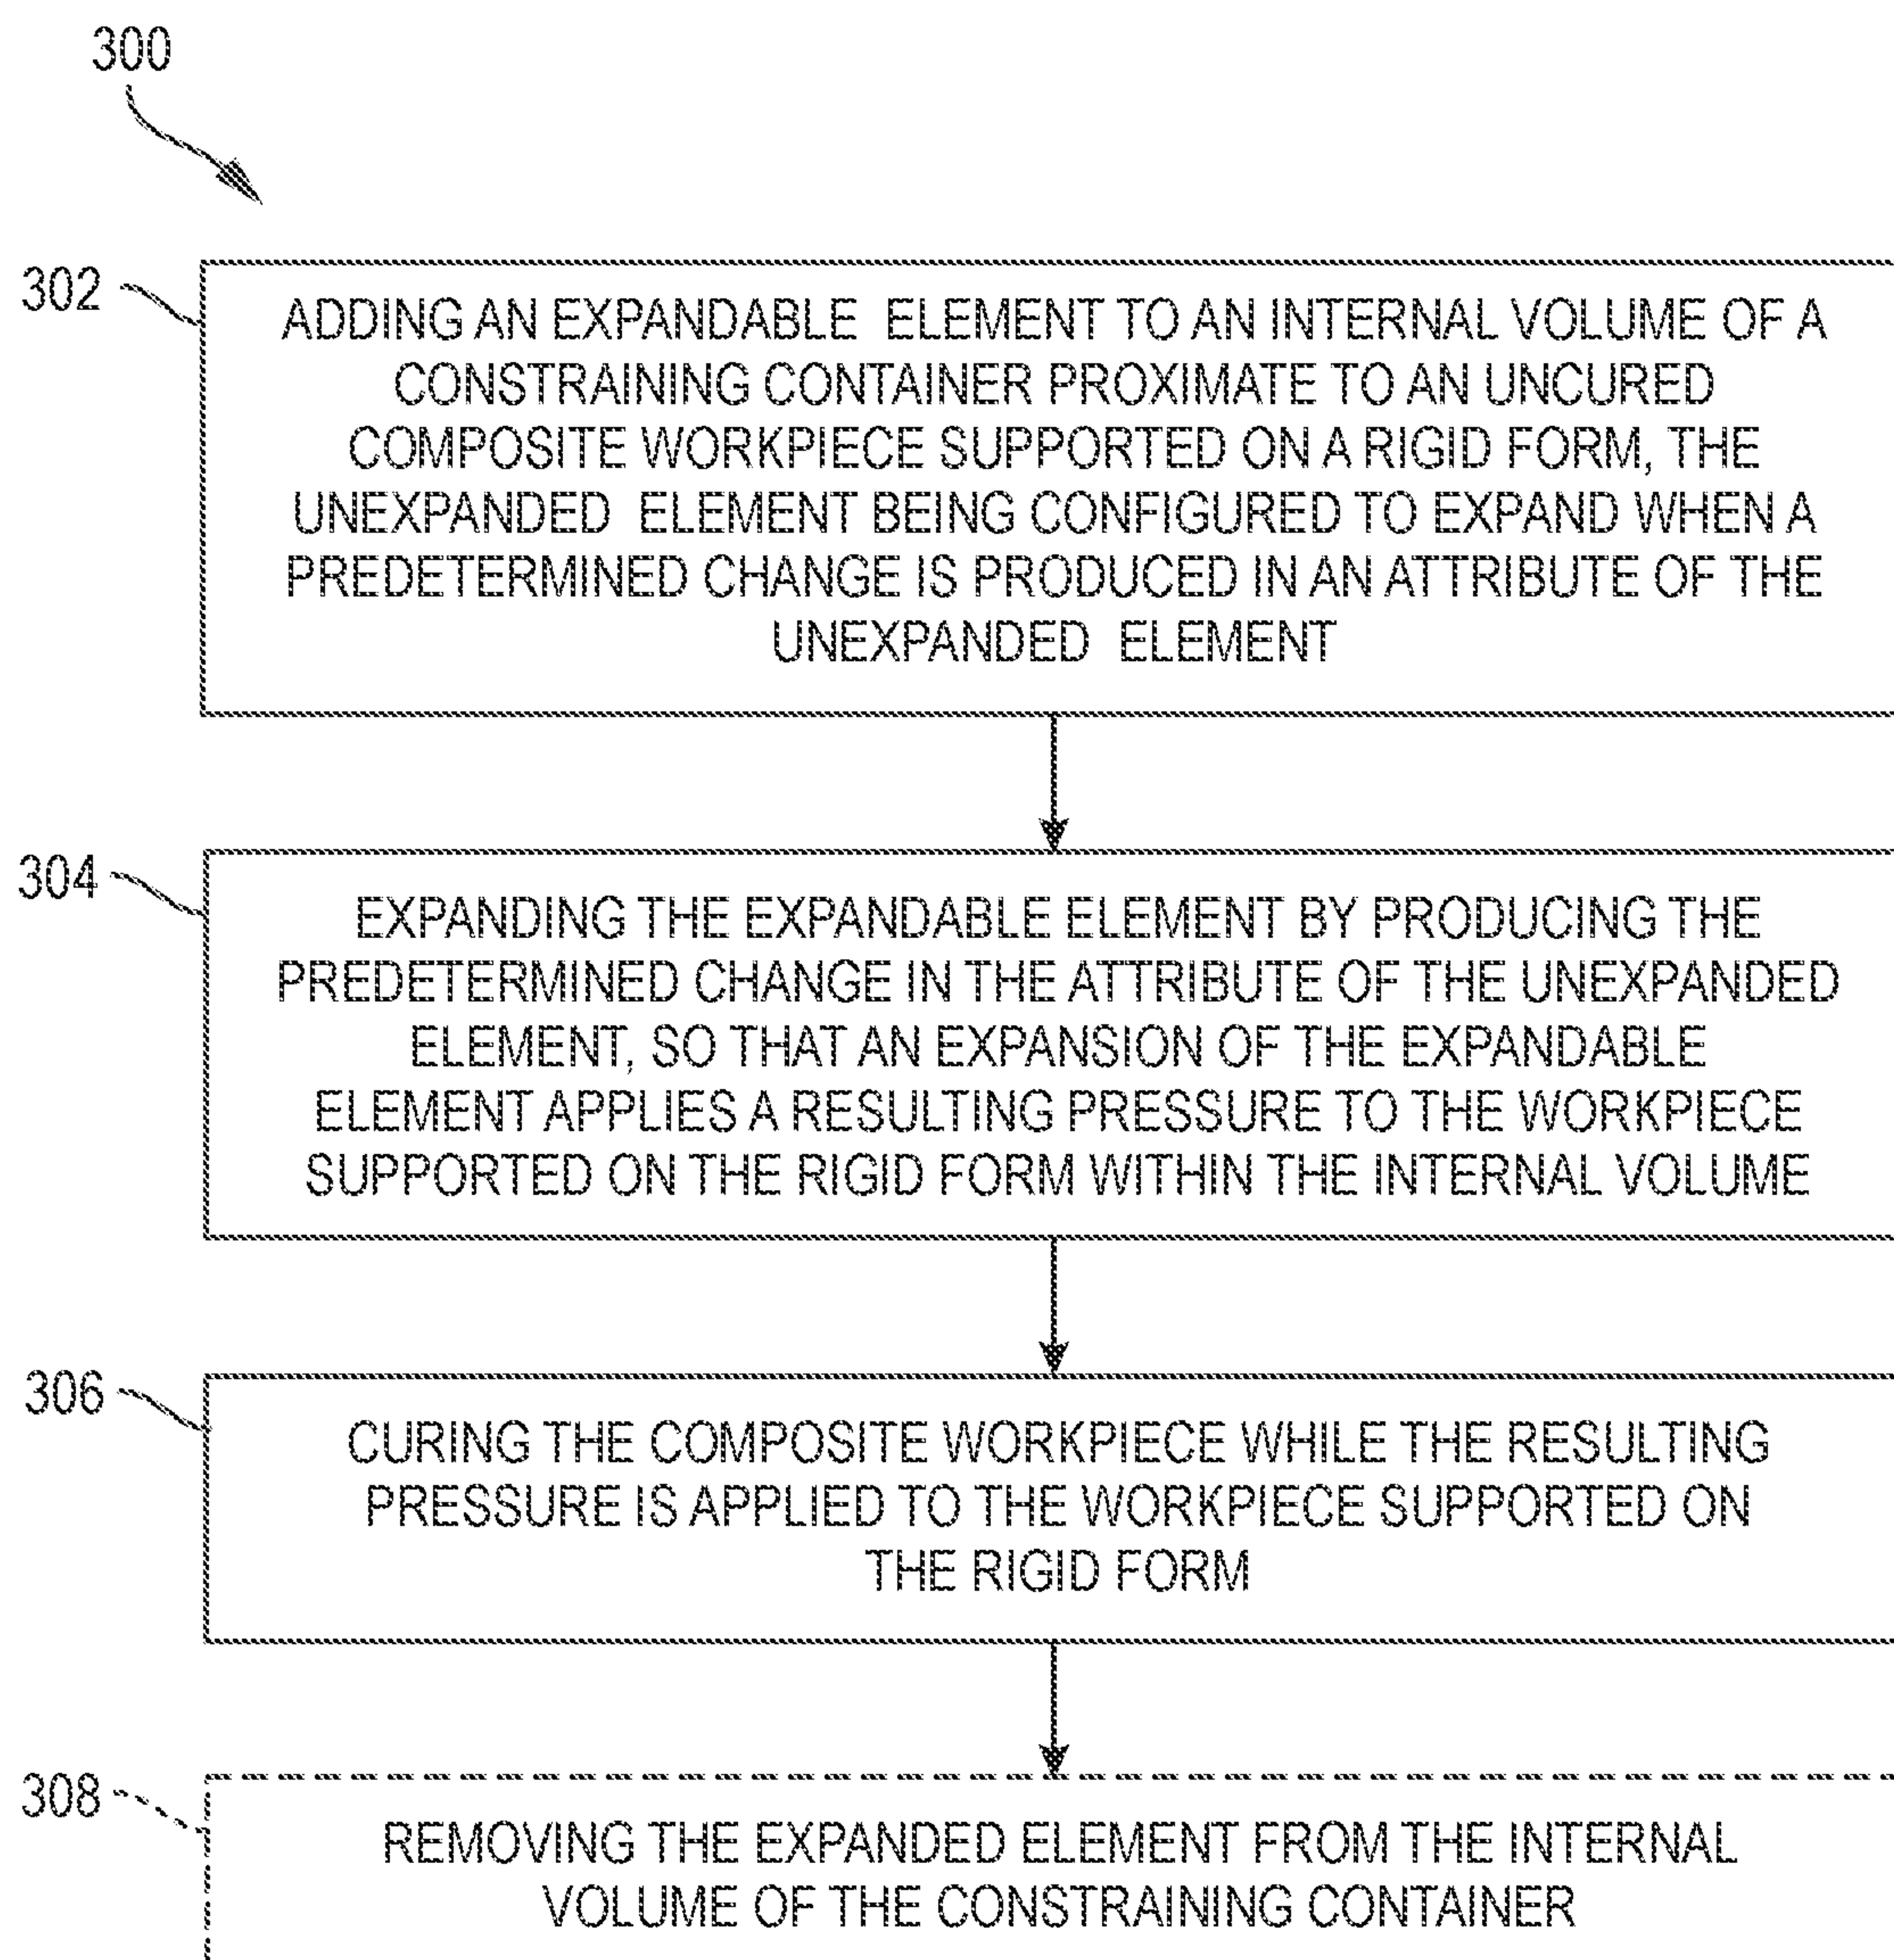 300
302
ADDING AN EXPANDABLE ELEMENT TO AN INTERNAL VOLUME OF A
CONSTRAINING CONTAINER PROXIMATE TO AN UNCURED
COMPOSITE WORKPIECE SUPPORTED ON A RIGID FORM, THE
UNEXPANDED ELEMENT BEING CONFIGURED TO EXPAND WHEN A
PREDETERMINED CHANGE IS PRODUCED IN AN ATTRIBUTE OF THE
UNEXPANDED ELEMENT
304
EXPANDING THE EXPANDABLE ELEMENT BY PRODUCING THE
PREDETERMINED CHANGE IN THE ATTRIBUTE OF THE UNEXPANDED
ELEMENT, SO THAT AN EXPANSION OF THE EXPANDABLE
ELEMENT APPLIES A RESULTING PRESSURE TO THE WORKPIECE
SUPPORTED ON THE RIGID FORM WITHIN THE INTERNAL VOLUME
306
CURING THE COMPOSITE WORKPIECE WHILE THE RESULTING
PRESSURE IS APPLIED TO THE WORKPIECE SUPPORTED ON
THE RIGID FORM
308
REMOVING THE EXPANDED ELEMENT FROM THE INTERNAL
VOLUME OF THE CONSTRAINING CONTAINER